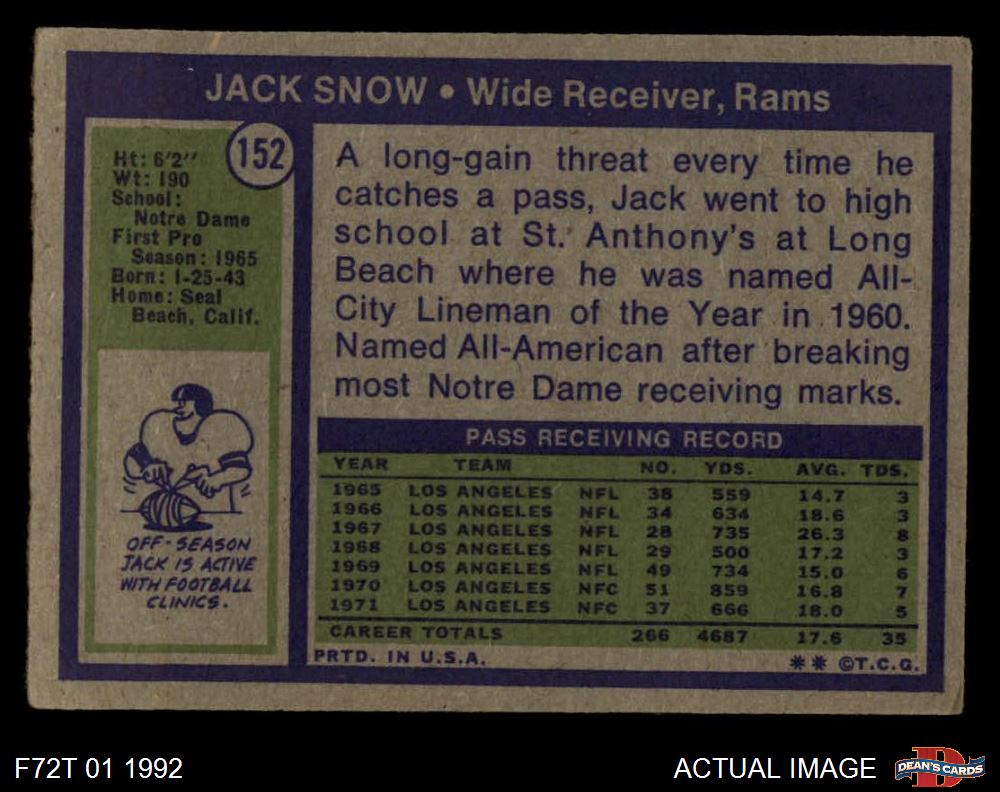 JACK SNOW • Wide Receiver, Rams
152
Ht: 6'2''
Wt: 190
School:
Notre Dame
First Pro
Season: 1965
Born: 1-25-43
Home: Seal
Beach, Calif.
OFF-SEASON
JACK IS ACTIVE
WITH FOOTBALL
CLINICS.
A long-gain threat every time he
catches a pass, Jack went to high
school at St. Anthony's at Long
Beach where he was named All-
City Lineman of the Year in 1960.
Named All-American after breaking
most Notre Dame receiving marks.
PASS RECEIVING RECORD
YEAR TEAM NO. YDS. AVG. TDS.
1965 LOS ANGELES NFL 38 559 14.7 3
1966 LOS ANGELES NFL 34 634 18.6 3
1967 LOS ANGELES NFL 28 735 26.3 8
1968 LOS ANGELES NFL 29 500 17.2 3
1969 LOS ANGELES NFL 49 734 15.0 6
1970 LOS ANGELES NFC 51 859 16.8 7
1971 LOS ANGELES NFC 37 666 18.0 5
CAREER TOTALS 266 4687 17.6 35
PRTD. IN U.S.A. ** ©T.C.G.
F72T 01 1992 ACTUAL IMAGE DEAN'S CARDS